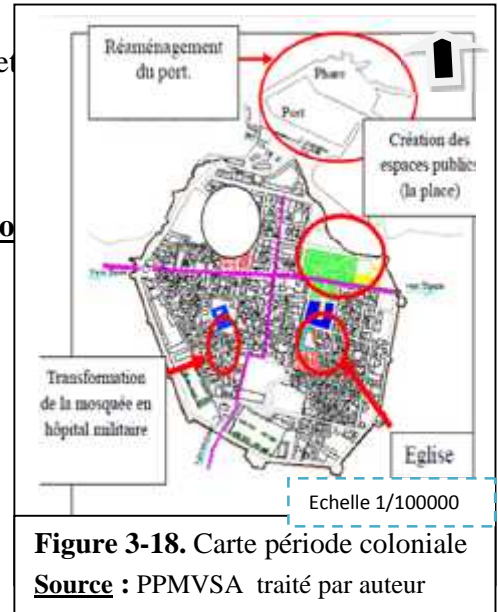 et
Réaménagement
du port.
Phare
Port
Création des
espaces publics
(la place)
Transformation
de la mosquée en
hôpital militaire
Eglise
Echelle 1/100000
Figure 3-18. Carte période coloniale
Source : PPMVSA traité par auteur